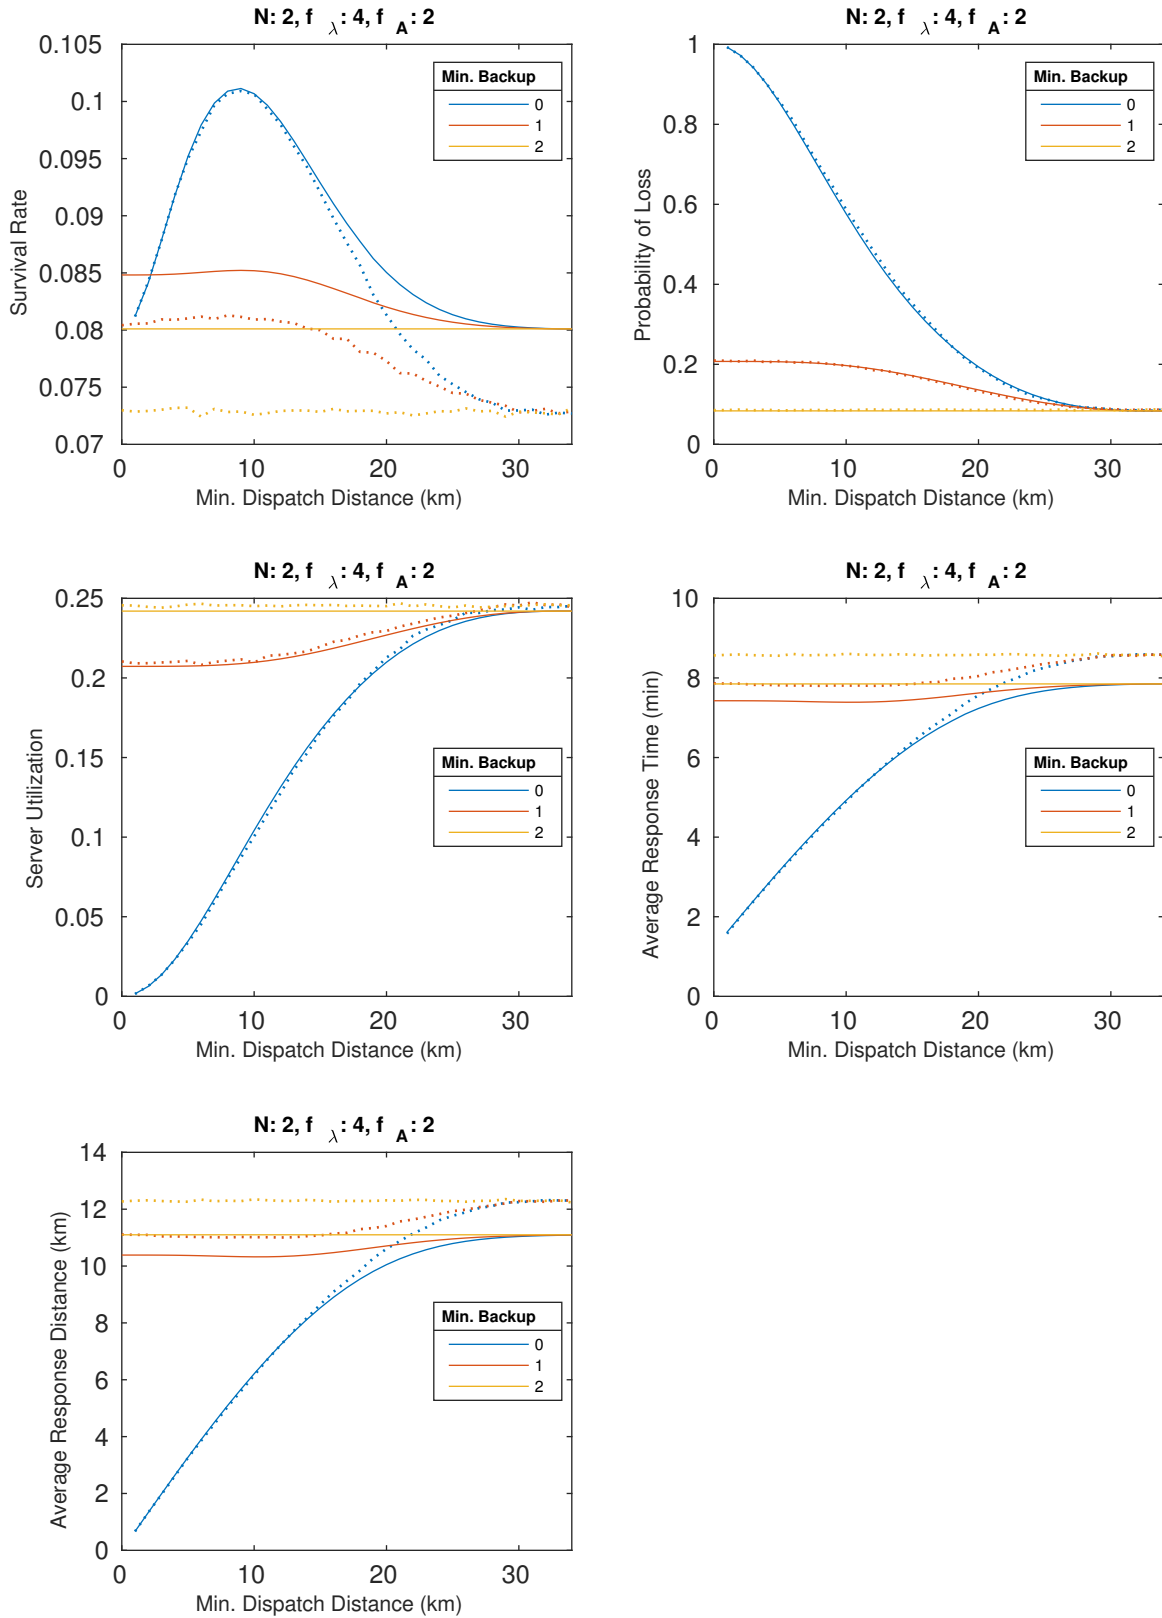 N: 2, f λ: 4, f A: 2
0.105
0.1
0.095
0.09
0.085
0.08
0.075
0.07
Survival Rate
Min. Backup
0
1
2
0 10 20 30
Min. Dispatch Distance (km)
N: 2, f λ: 4, f A: 2
1
0.8
0.6
0.4
0.2
0
Probability of Loss
Min. Backup
0
1
2
0 10 20 30
Min. Dispatch Distance (km)
N: 2, f λ: 4, f A: 2
0.25
0.2
0.15
0.1
0.05
0
Server Utilization
Min. Backup
0
1
2
0 10 20 30
Min. Dispatch Distance (km)
N: 2, f λ: 4, f A: 2
10
8
6
4
2
0
Average Response Time (min)
Min. Backup
0
1
2
0 10 20 30
Min. Dispatch Distance (km)
N: 2, f λ: 4, f A: 2
14
12
10
8
6
4
2
0
Average Response Distance (km)
Min. Backup
0
1
2
0 10 20 30
Min. Dispatch Distance (km)